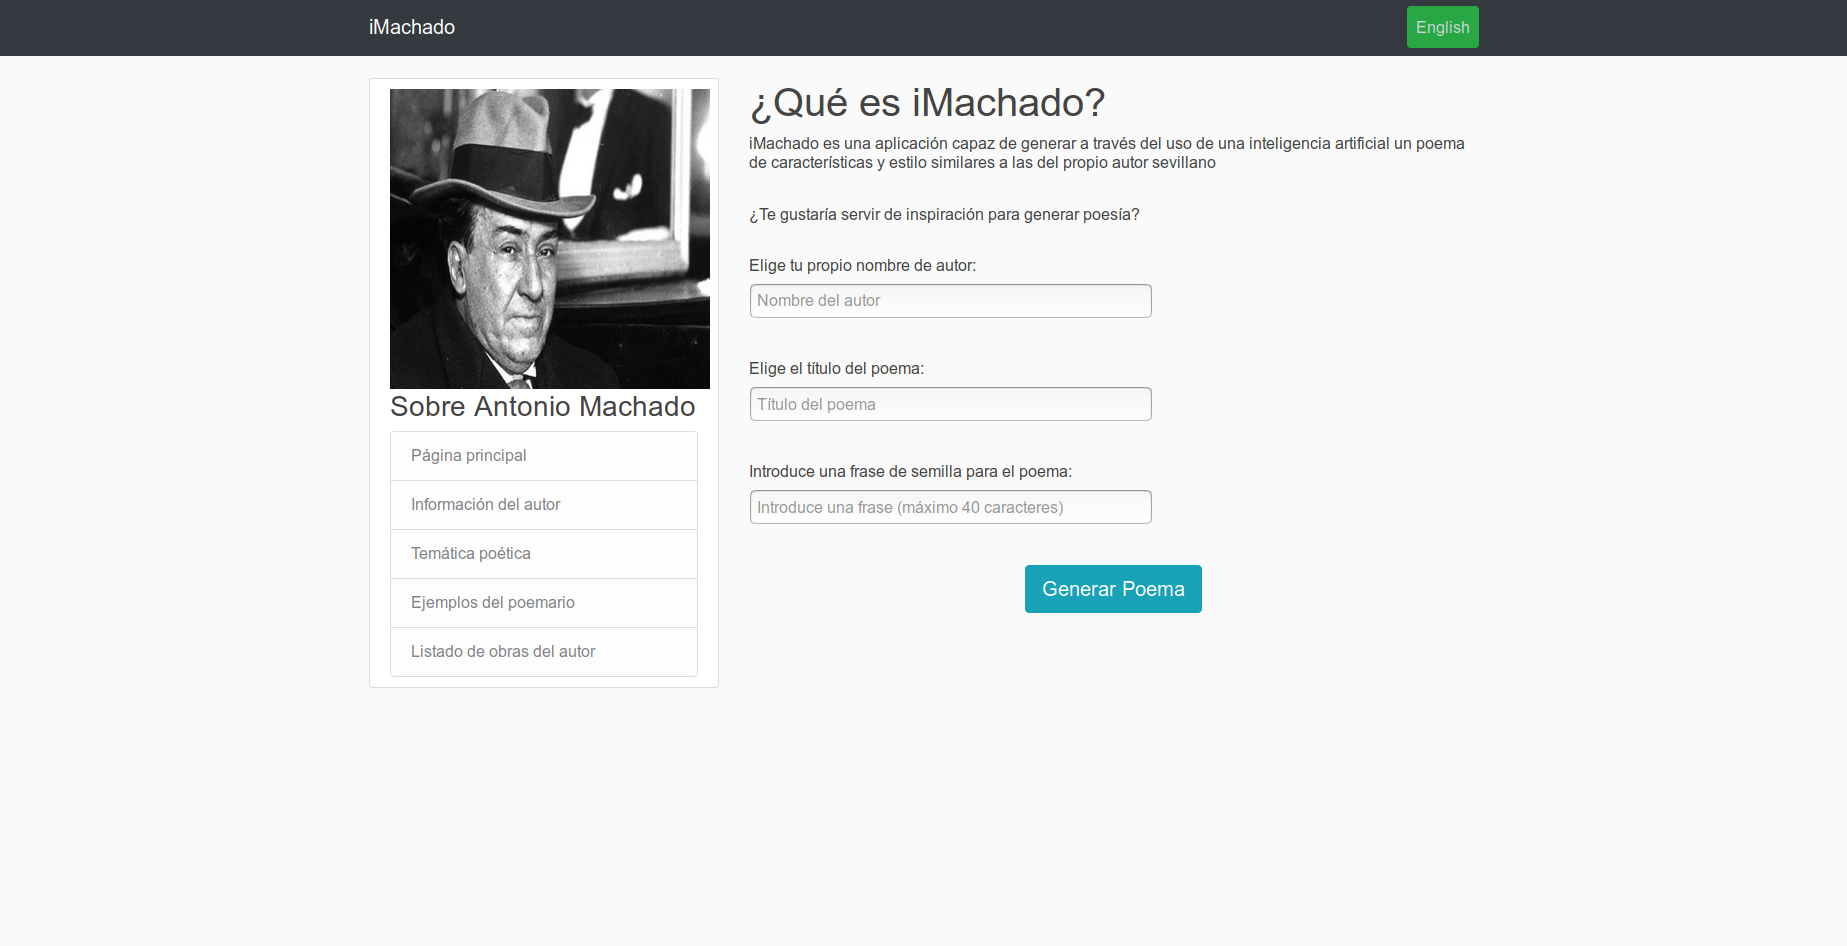 iMachado
English
¿Qué es iMachado?
iMachado es una aplicación capaz de generar a través del uso de una inteligencia artificial un poema
de características y estilo similares a las del propio autor sevillano
¿Te gustaría servir de inspiración para generar poesía?
Elige tu propio nombre de autor:
Nombre del autor
Elige el título del poema:
Título del poema
Introduce una frase de semilla para el poema:
Introduce una frase (máximo 40 caracteres)
Generar Poema
Sobre Antonio Machado
Página principal
Información del autor
Temática poética
Ejemplos del poemario
Listado de obras del autor